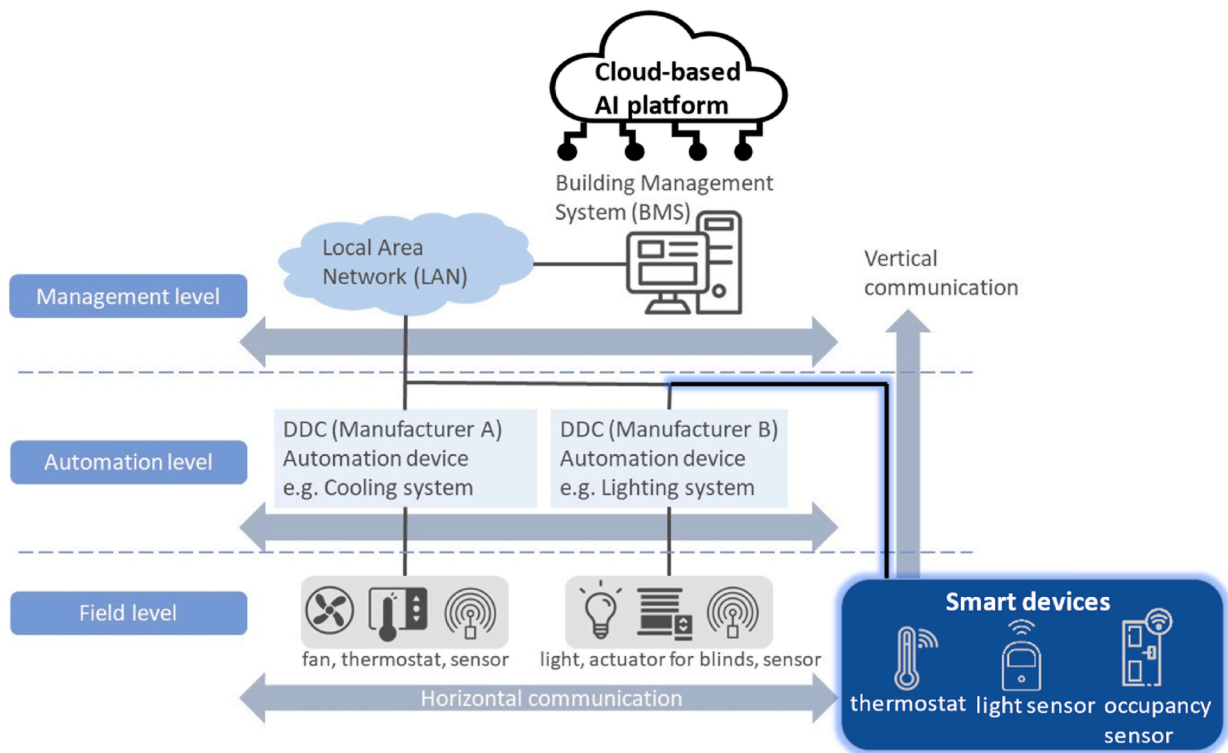 Cloud-based
AI platform
Building Management
System (BMS)
Local Area
Network (LAN)
Vertical
communication
Management level
DDC (Manufacturer A)
Automation device
e.g. Cooling system
DDC (Manufacturer B)
Automation device
e.g. Lighting system
Automation level
Field level
fan, thermostat, sensor
light, actuator for blinds, sensor
Horizontal communication
Smart devices
thermostat
light sensor
occupancy
sensor